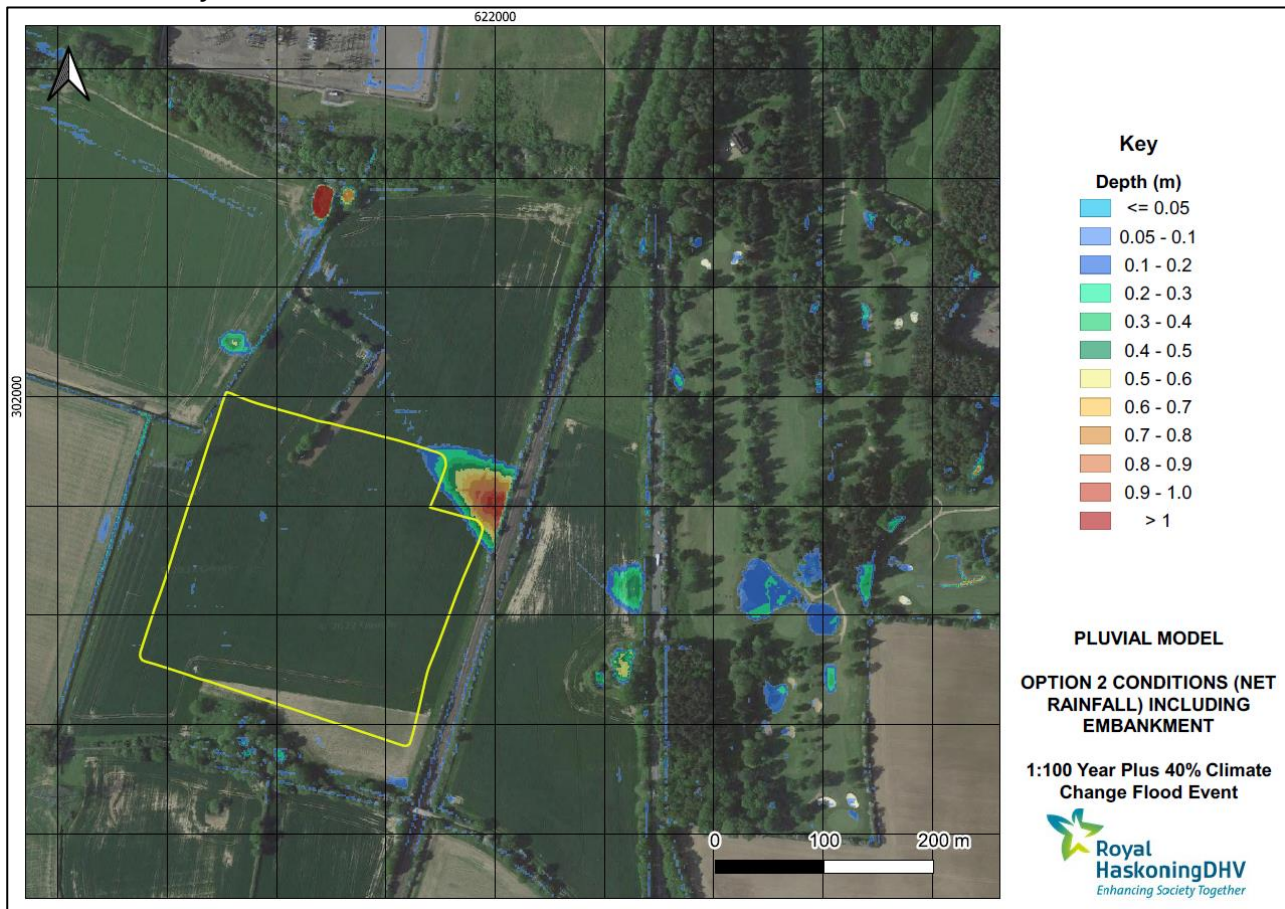 622000
302000
Key
Depth (m)
<= 0.05
0.05 - 0.1
0.1 - 0.2
0.2 - 0.3
0.3 - 0.4
0.4 - 0.5
0.5 - 0.6
0.6 - 0.7
0.7 - 0.8
0.8 - 0.9
0.9 - 1.0
> 1
PLUVIAL MODEL
OPTION 2 CONDITIONS (NET
RAINFALL) INCLUDING
EMBANKMENT
1:100 Year Plus 40% Climate
Change Flood Event
0 100 200 m
Royal
HaskoningDHV
Enhancing Society Together